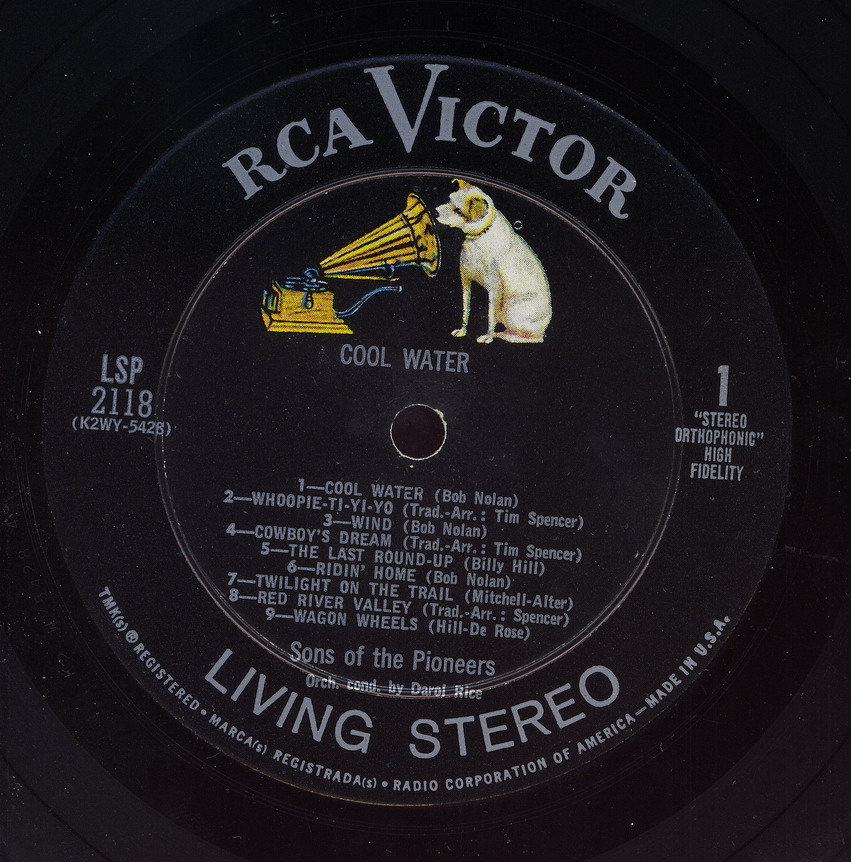 RCA VICTOR
COOL WATER
LSP
2118
(K2WY-5428)
1
"STEREO
ORTHOPHONIC"
HIGH
FIDELITY
1—COOL WATER (Bob Nolan)
2—WHOOPIE-TI-YI-YO (Trad.-Arr.: Tim Spencer)
3—WIND (Bob Nolan)
4—COWBOY'S DREAM (Trad.-Arr.: Tim Spencer)
5—THE LAST ROUND-UP (Billy Hill)
6—RIDIN' HOME (Bob Nolan)
7—TWILIGHT ON THE TRAIL (Mitchell-Alter)
8—RED RIVER VALLEY (Trad.-Arr.: Spencer)
9—WAGON WHEELS (Hill-De Rose)
Sons of the Pioneers
Orch. cond. by Darol Rice
LIVING STEREO
TMK(s) ® REGISTERED • MARCA(s) REGISTRADA(s) • RADIO CORPORATION OF AMERICA—MADE IN U.S.A.